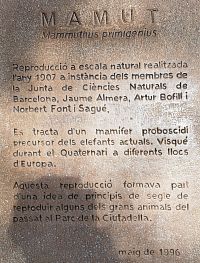 MAMUT
Mammuthus primigenius
Reproducció a escala natural realitzada
l'any 1907 a instància dels membres de
la Junta de Ciències Naturals de
Barcelona, Jaume Almera, Artur Bofill i
Norbert Font i Sagué.
Es tracta d'un mamífer proboscidi
precursor dels elefants actuals. Visqué
durant el Quaternari a diferents llocs
d'Europa.
Aquesta reproducció formava part
d'una idea de principis de segle de
reproduir alguns dels grans animals del
passat al Parc de la Ciutadella.
maig de 1996